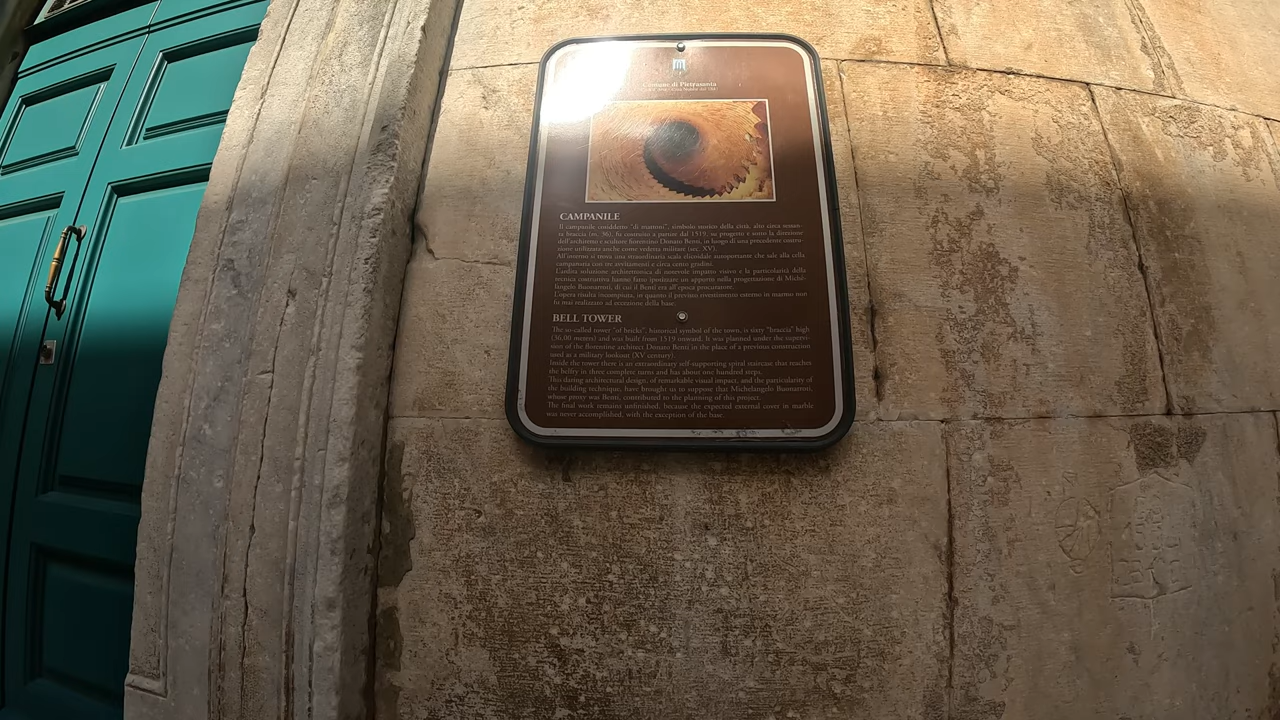 Comune di Pietrasanta
CAMPANILE
Il campanile cosiddetto "di mattoni", simbolo storico della città, alto circa sessan-
ta braccia (m. 36), fu costruito a partire dal 1519, su progetto e sotto la direzione
dell'architetto e scultore fiorentino Donato Benti, in luogo di una precedente costru-
zione utilizzata anche come vedetta militare (sec. XV).
All'interno si trova una straordinaria scala elicoidale autoportante che sale alla cella
campanaria con tre avvitamenti e circa cento gradini.
L'ardita soluzione architettonica di notevole impatto visivo e la particolarità della
tecnica costruttiva hanno fatto ipotizzare un apporto nella progettazione di Miche-
langelo Buonarroti, di cui il Benti era all'epoca procuratore.
L'opera risulta incompiuta, in quanto il previsto rivestimento esterno in marmo non
fu mai realizzato ad eccezione della base.
BELL TOWER
The so-called tower "of bricks", historical symbol of the town, is sixty "braccia" high
(36,00 meters) and was built from 1519 onward. It was planned under the supervi-
sion of the florentine architect Donato Benti in the place of a previous construction
used as a military lookout (XV century).
Inside the tower there is an extraordinary self-supporting spiral staircase that reaches
the belfry in three complete turns and has about one hundred steps.
This daring architectural design, of remarkable visual impact, and the particularity of
the building technique, have brought us to suppose that Michelangelo Buonarroti,
whose proxy was Benti, contributed to the planning of this project.
The final work remains unfinished, because the expected external cover in marble
was never accomplished, with the exception of the base.